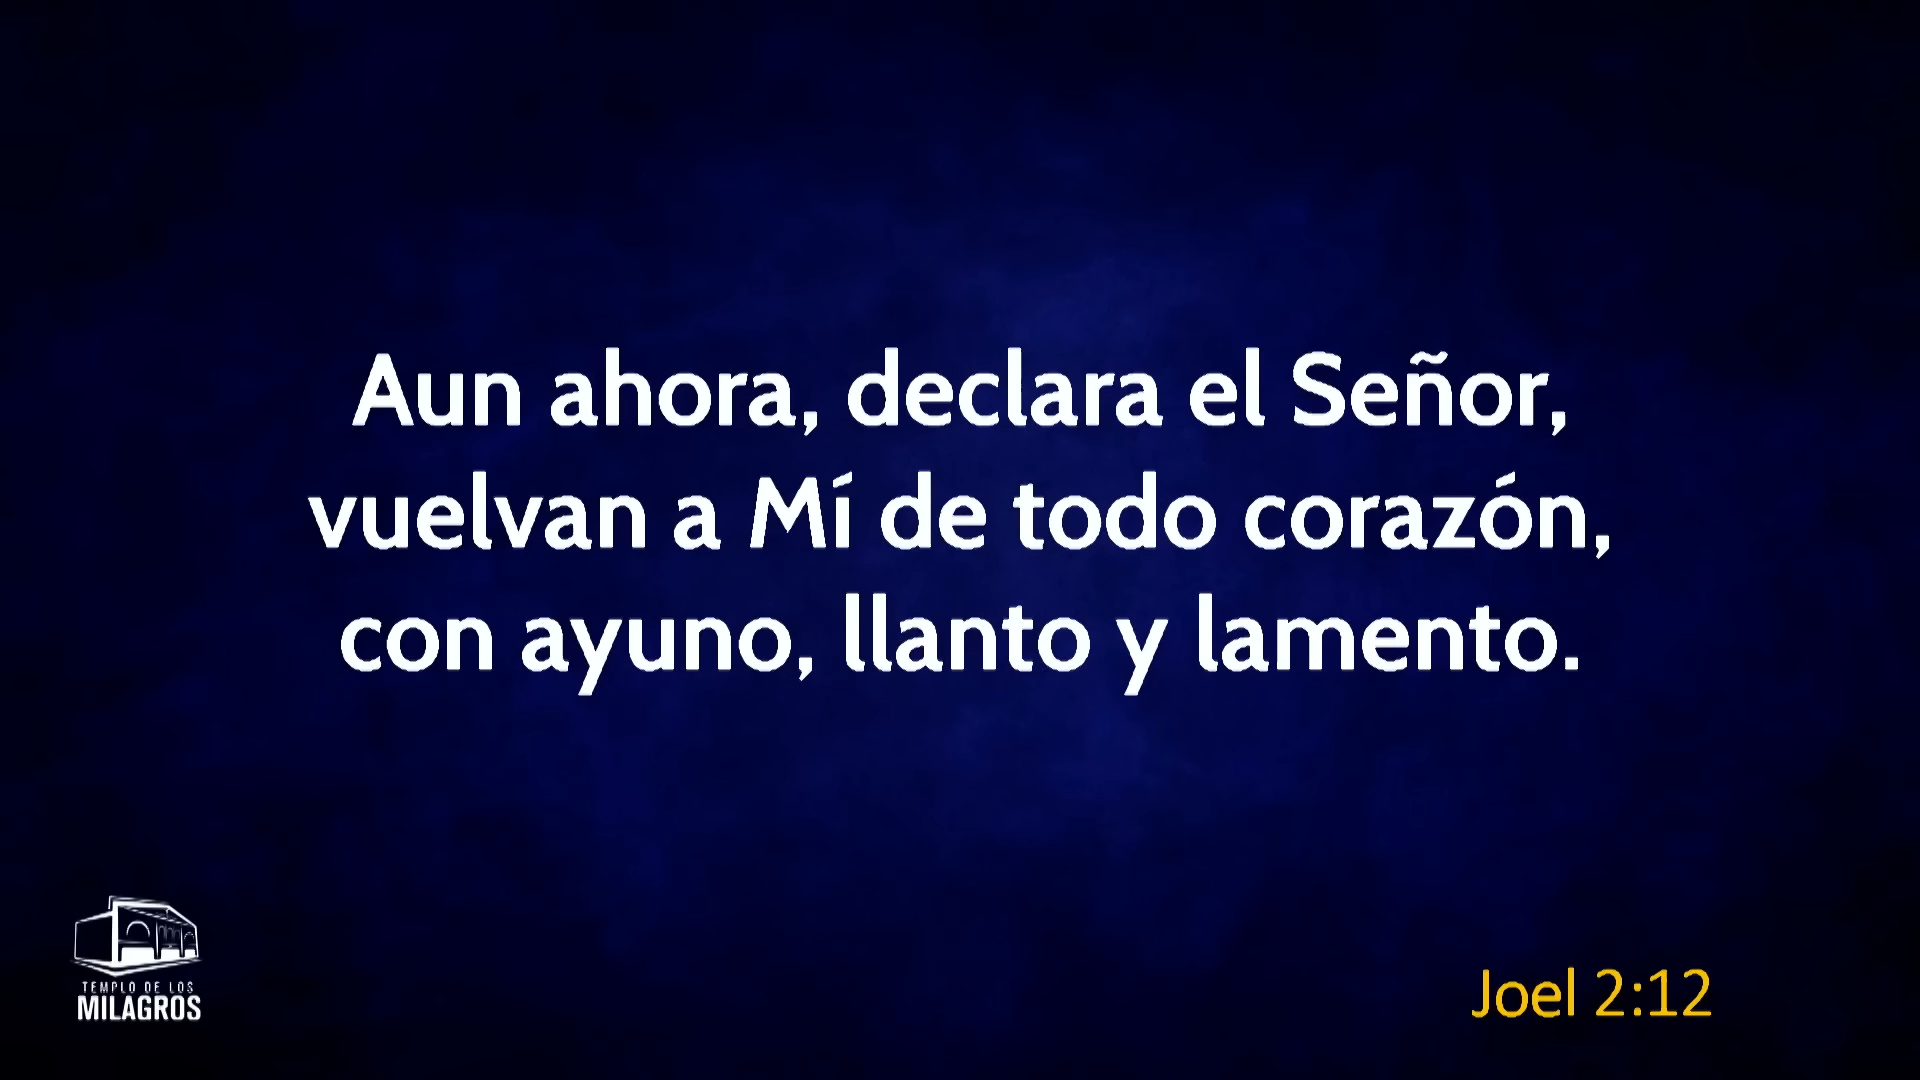 Aun ahora, declara el Señor,
vuelvan a Mí de todo corazón,
con ayuno, llanto y lamento.
TEMPLO DE LOS
MILAGROS
Joel 2:12